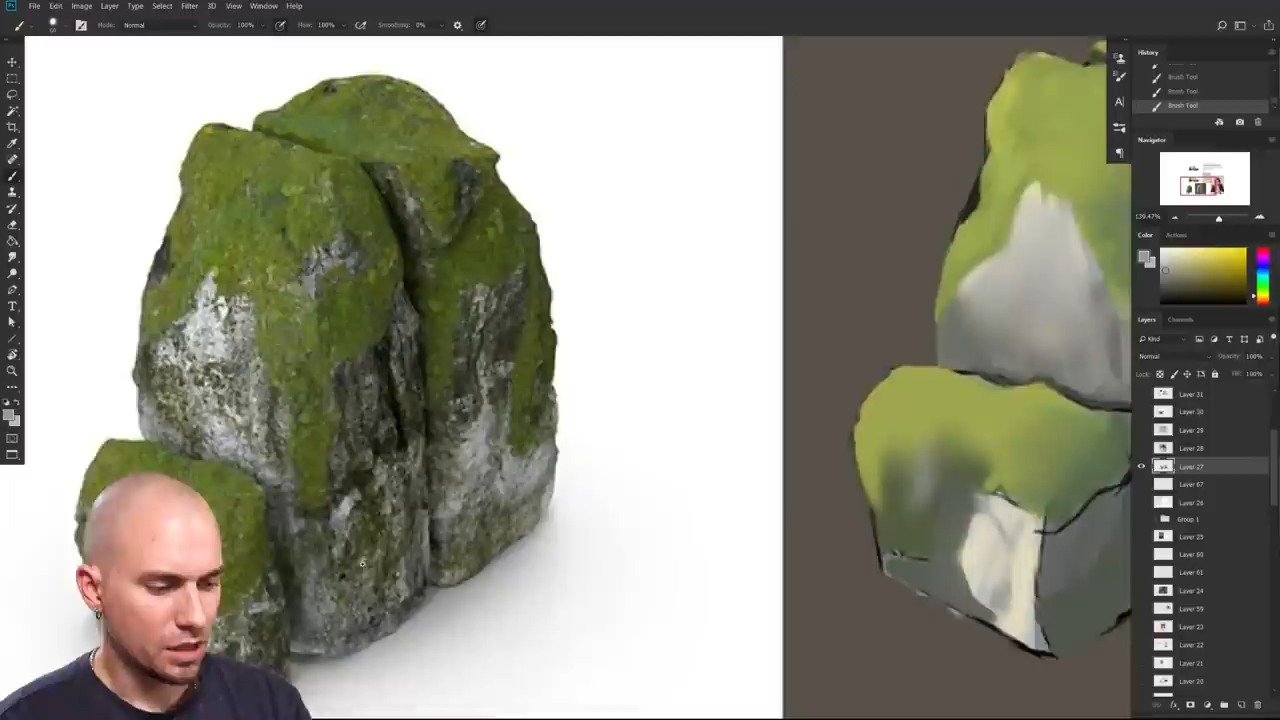 Ps File Edit Image Layer Type Select Filter 3D View Window Help
Mode: Normal Opacity: 100% Flow: 100% Smoothing: 0%
History
Brush Tool
Brush Tool
Brush Tool
Navigator
139.47%
Color Actions
Layers Channels
Kind
Normal Opacity: 100%
Lock: Fill: 100%
Layer 31
Layer 30
Layer 29
Layer 28
Layer 27
Layer 67
Layer 26
Group 1
Layer 25
Layer 60
Layer 61
Layer 24
Layer 59
Layer 23
Layer 22
Layer 21
Layer 20